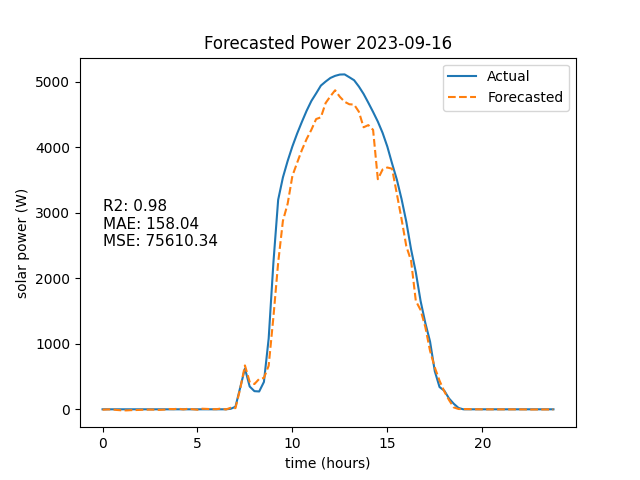 Forecasted Power 2023-09-16
Actual
Forecasted
R2: 0.98
MAE: 158.04
MSE: 75610.34
solar power (W)
5000
4000
3000
2000
1000
0
0 5 10 15 20
time (hours)